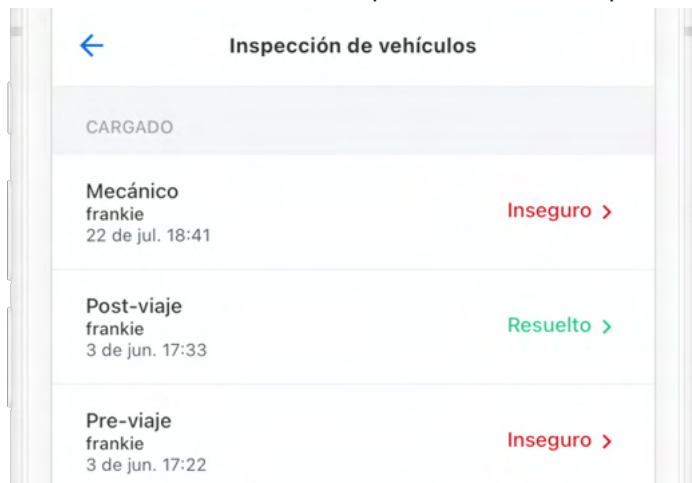 Inspección de vehículos
CARGADO
Mecánico
frankie
22 de jul. 18:41
Inseguro
Post-viaje
frankie
3 de jun. 17:33
Resuelto
Pre-viaje
frankie
3 de jun. 17:22
Inseguro